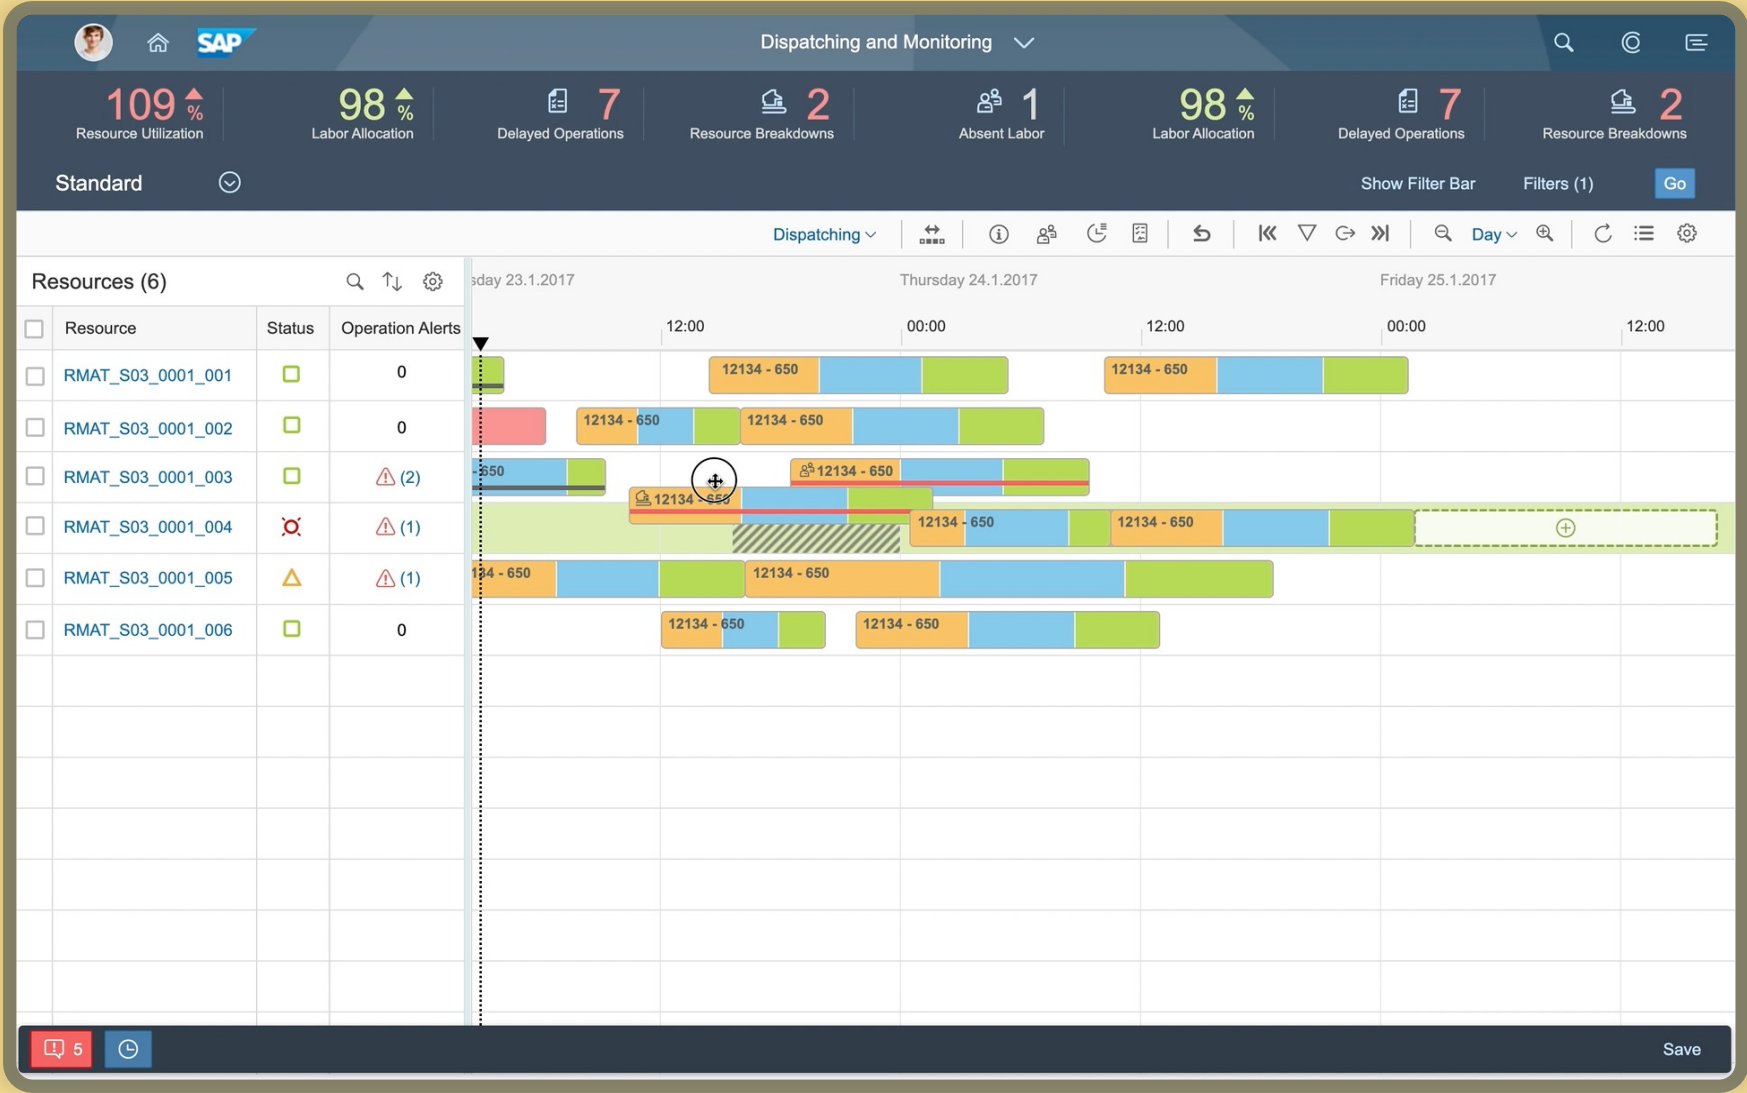 SAP
Dispatching and Monitoring
109 %
Resource Utilization
98 %
Labor Allocation
7
Delayed Operations
2
Resource Breakdowns
1
Absent Labor
98 %
Labor Allocation
7
Delayed Operations
2
Resource Breakdowns
Standard
Show Filter Bar
Filters (1)
Go
Dispatching
Day
Resources (6)
sday 23.1.2017
Thursday 24.1.2017
Friday 25.1.2017
Resource
Status
Operation Alerts
12:00
00:00
12:00
00:00
12:00
RMAT_S03_0001_001
0
12134 - 650
12134 - 650
RMAT_S03_0001_002
0
12134 - 650
12134 - 650
RMAT_S03_0001_003
(2)
- 650
12134 - 650
12134 - 650
RMAT_S03_0001_004
(1)
12134 - 650
12134 - 650
RMAT_S03_0001_005
(1)
134 - 650
12134 - 650
RMAT_S03_0001_006
0
12134 - 650
12134 - 650
5
Save